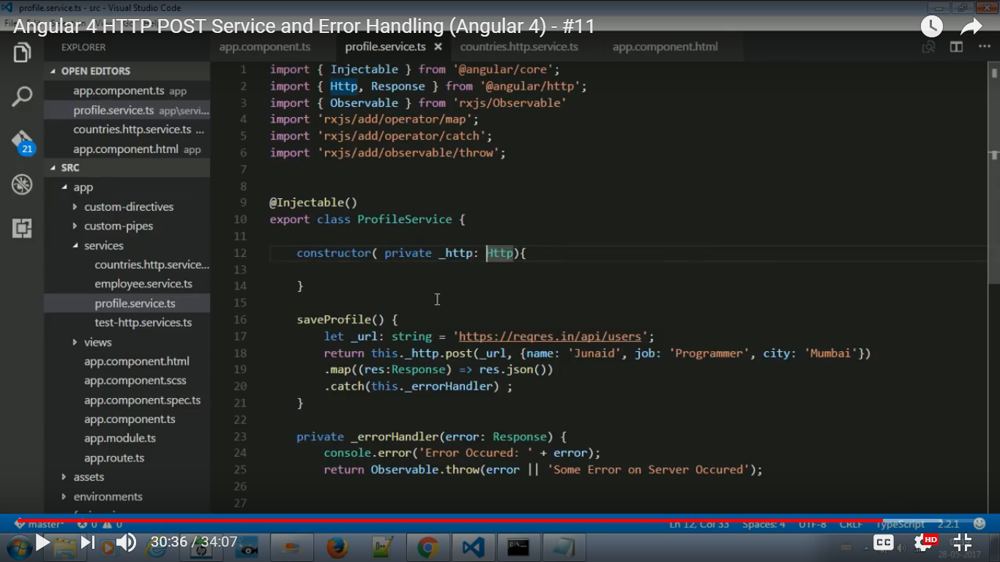 profile.service.ts - src - Visual Studio Code
Angular 4 HTTP POST Service and Error Handling (Angular 4) - #11
EXPLORER
app.component.ts profile.service.ts × countries.http.service.ts app.component.html
OPEN EDITORS
app.component.ts app
profile.service.ts app\servi...
countries.http.service.ts ...
app.component.html app
21
SRC
app
custom-directives
custom-pipes
services
countries.http.service...
employee.service.ts
profile.service.ts
test-http.services.ts
views
app.component.html
app.component.scss
app.component.spec.ts
app.component.ts
app.module.ts
app.route.ts
assets
environments
1 import { Injectable } from '@angular/core';
2 import { Http, Response } from '@angular/http';
3 import { Observable } from 'rxjs/Observable'
4 import 'rxjs/add/operator/map';
5 import 'rxjs/add/operator/catch';
6 import 'rxjs/add/observable/throw';
7
8
9 @Injectable()
10 export class ProfileService {
11
12 constructor( private _http: Http){
13
14 }
15
16 saveProfile() {
17 let _url: string = 'https://reqres.in/api/users';
18 return this._http.post(_url, {name: 'Junaid', job: 'Programmer', city: 'Mumbai'})
19 .map((res:Response) => res.json())
20 .catch(this._errorHandler) ;
21 }
22
23 private _errorHandler(error: Response) {
24 console.error('Error Occured: ' + error);
25 return Observable.throw(error || 'Some Error on Server Occured');
26
27
master* 0 0 Ln 12, Col 33 Spaces: 4 UTF-8 CRLF TypeScript 2.2.1
30:36 / 34:07 CC HD
28-05-2017